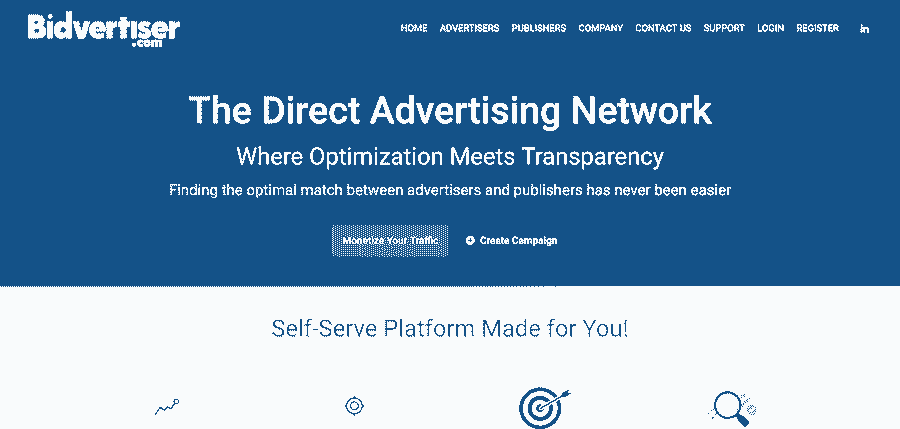 Bidvertiser
.com
HOME ADVERTISERS PUBLISHERS COMPANY CONTACT US SUPPORT LOGIN REGISTER in
The Direct Advertising Network
Where Optimization Meets Transparency
Finding the optimal match between advertisers and publishers has never been easier
Monetize Your Traffic Create Campaign
Self-Serve Platform Made for You!